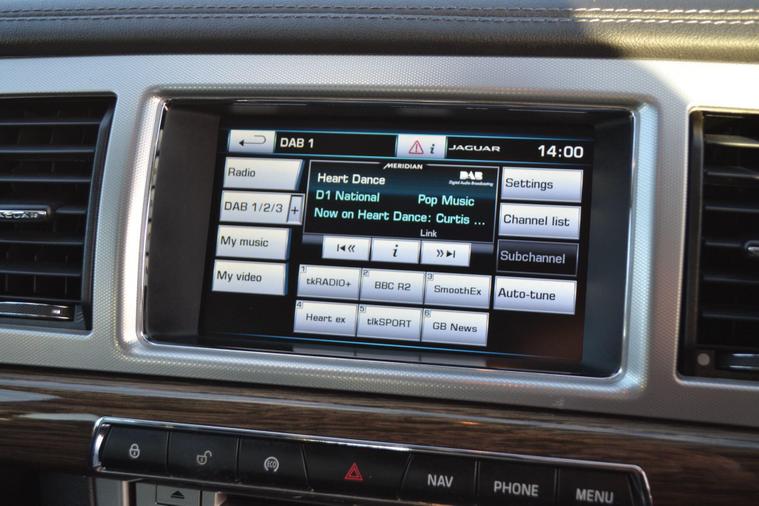 DAB 1 i JAGUAR 14:00
MERIDIAN
Radio
DAB 1/2/3 +
My music
My video
Heart Dance DAB
Digital Audio Broadcasting
D1 National Pop Music
Now on Heart Dance: Curtis ...
Link
i
1 tkRADIO+
2 BBC R2
3 SmoothEx
4 Heart ex
5 tlkSPORT
6 GB News
Settings
Channel list
Subchannel
Auto-tune
ECO
NAV
PHONE
MENU